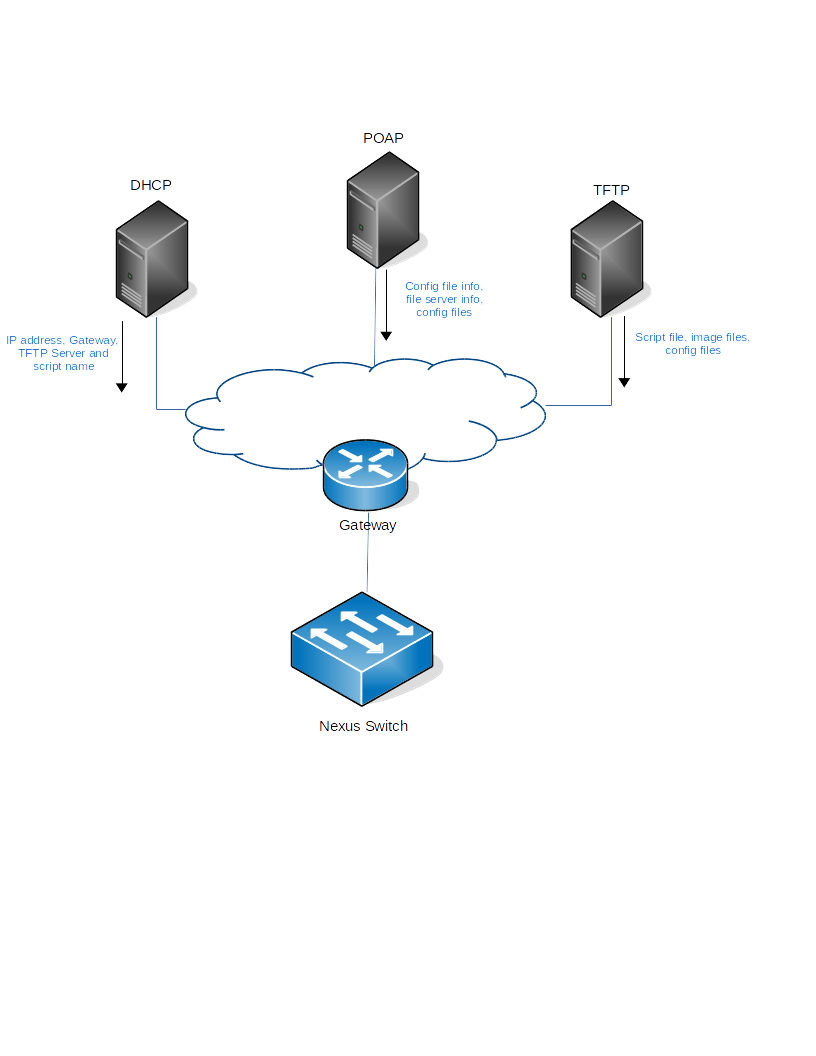 POAP
DHCP
TFTP
Config file info,
file server info,
config files
IP address, Gateway,
TFTP Server and
script name
Script file, image files,
config files
Gateway
Nexus Switch